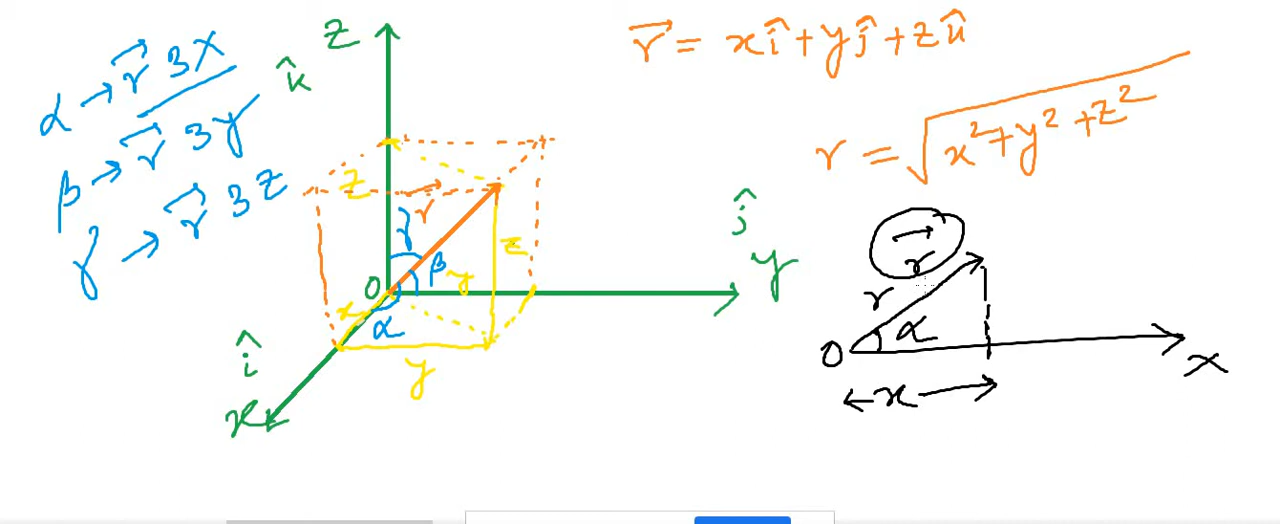 α → r⃗ ও X
β → r⃗ ও y
γ → r⃗ ও Z
Z
k̂
r⃗ = xî + yĵ + zk̂
r = √(x² + y² + z²)
z
r⃗
γ
z
β
y
O
x
α
y
ĵ
y
î
x
r⃗
r
α
O
x
X